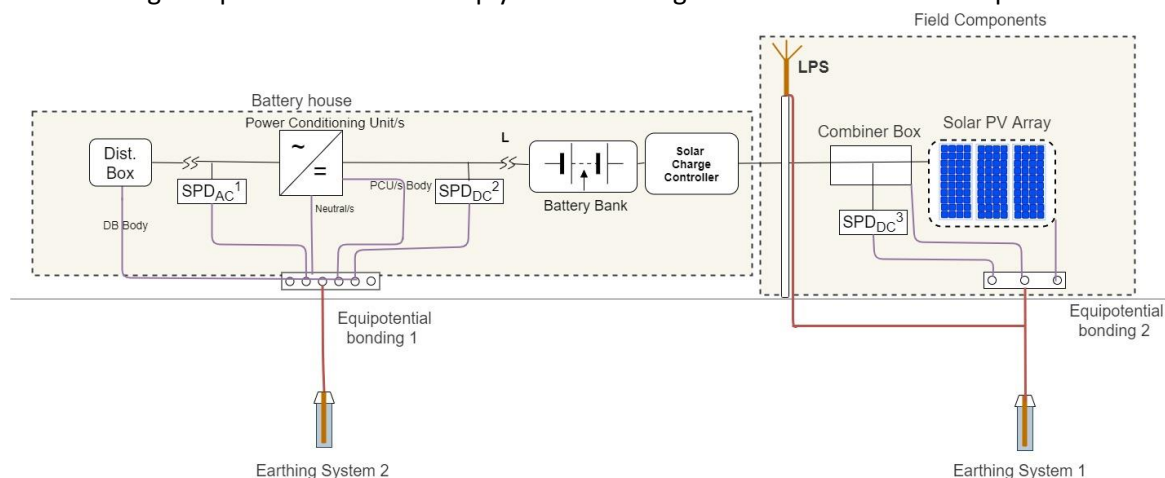 Field Components
LPS
Battery house
Power Conditioning Unit/s
L
Combiner Box
Solar PV Array
Dist.
Box
~
=
Solar
Charge
Controller
SPDAC1
PCU/s Body
SPDDC2
Battery Bank
Neutral/s
DB Body
SPDDC3
Equipotential
bonding 1
Equipotential
bonding 2
Earthing System 2
Earthing System 1